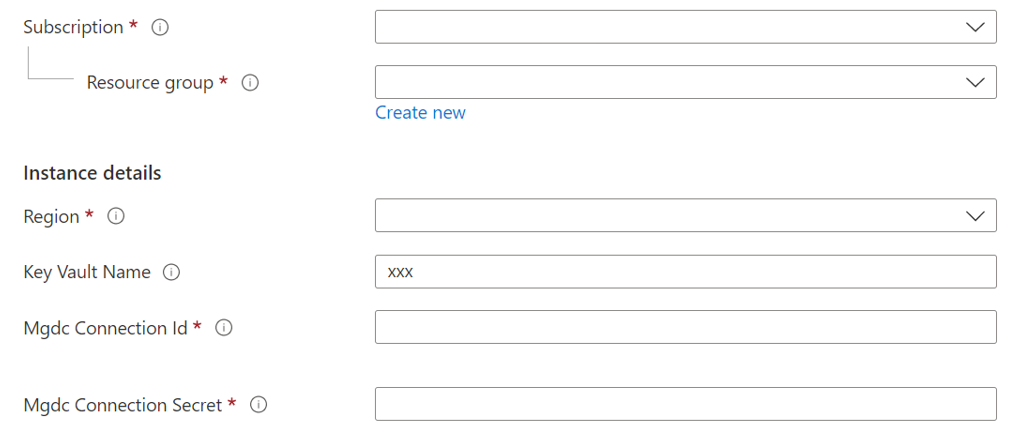 Subscription *
Resource group *
Create new
Instance details
Region *
Key Vault Name
xxx
Mgdc Connection Id *
Mgdc Connection Secret *